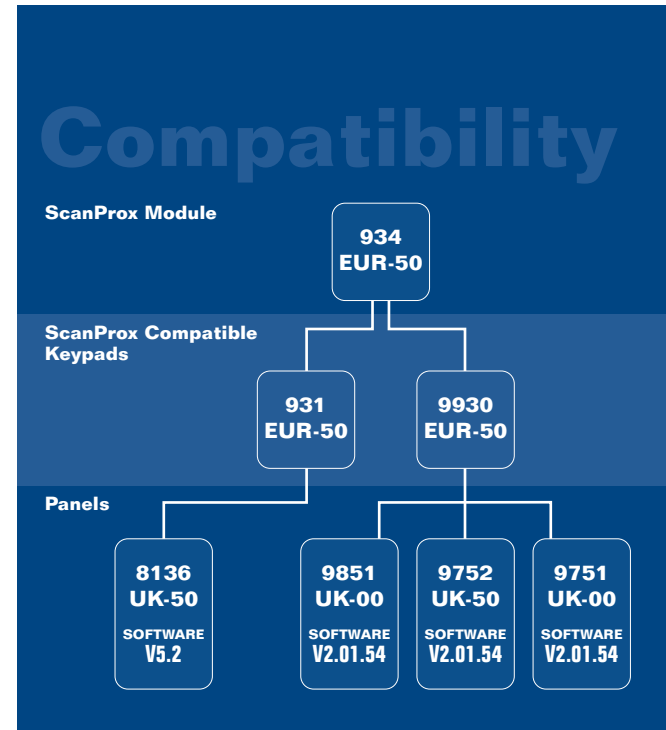 Compatibility
ScanProx Module
934
EUR-50
ScanProx Compatible
Keypads
931
EUR-50
9930
EUR-50
Panels
8136
UK-50
SOFTWARE
V5.2
9851
UK-00
SOFTWARE
V2.01.54
9752
UK-50
SOFTWARE
V2.01.54
9751
UK-00
SOFTWARE
V2.01.54